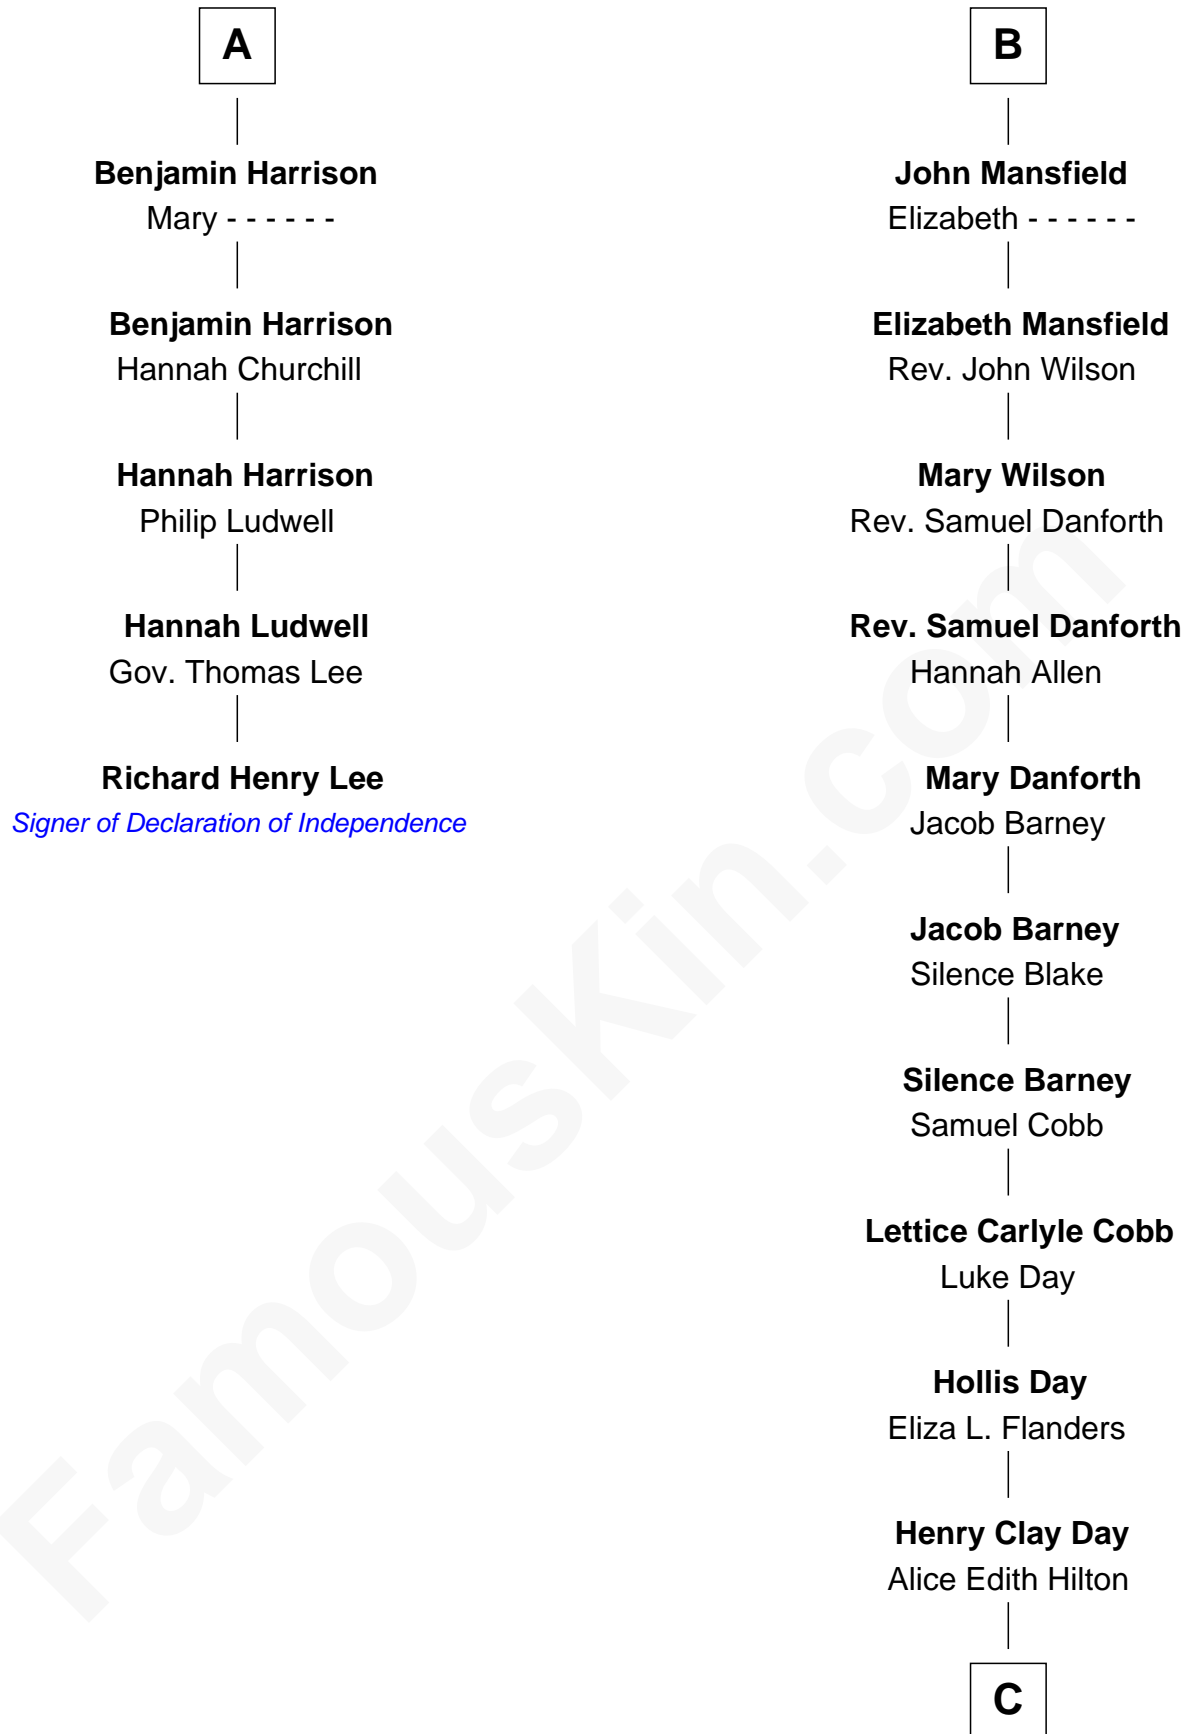 A
Benjamin Harrison
Mary - - - - - -
Benjamin Harrison
Hannah Churchill
Hannah Harrison
Philip Ludwell
Hannah Ludwell
Gov. Thomas Lee
Richard Henry Lee
Signer of Declaration of Independence
B
John Mansfield
Elizabeth - - - - - -
Elizabeth Mansfield
Rev. John Wilson
Mary Wilson
Rev. Samuel Danforth
Rev. Samuel Danforth
Hannah Allen
Mary Danforth
Jacob Barney
Jacob Barney
Silence Blake
Silence Barney
Samuel Cobb
Lettice Carlyle Cobb
Luke Day
Hollis Day
Eliza L. Flanders
Henry Clay Day
Alice Edith Hilton
C
FamousKin.com